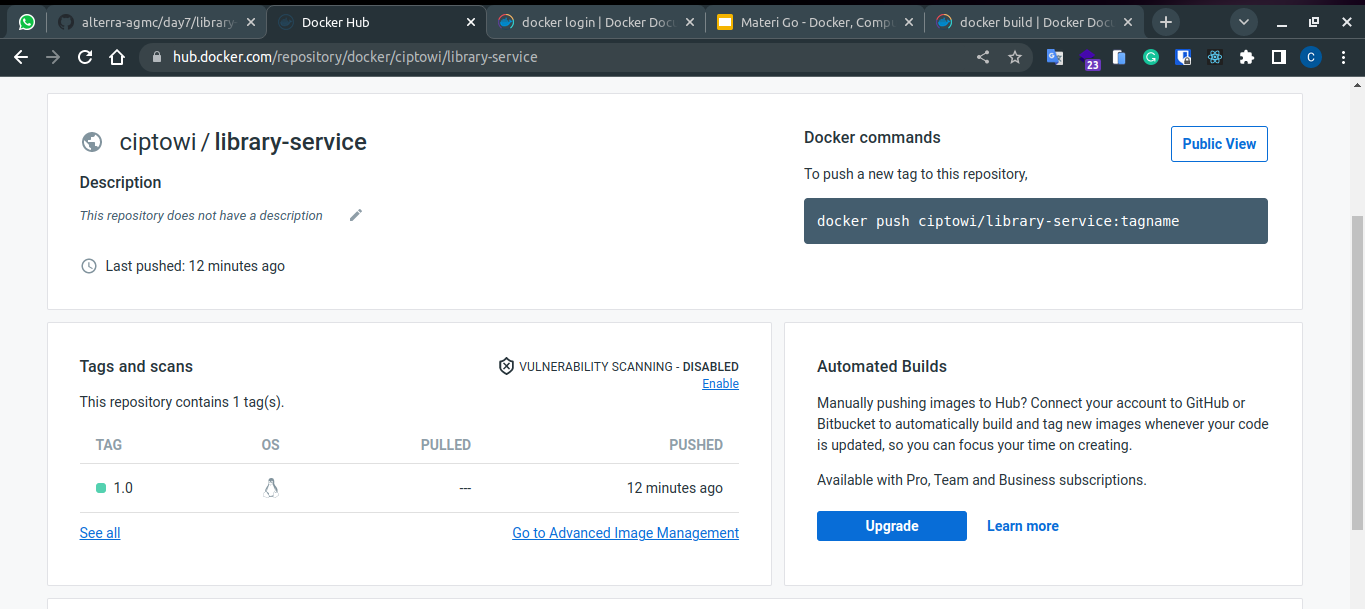 alterra-agmc/day7/library-
Docker Hub
docker login | Docker Docu
Materi Go - Docker, Compu
docker build | Docker Docu
hub.docker.com/repository/docker/ciptowi/library-service
23
C
ciptowi / library-service
Description
This repository does not have a description
Last pushed: 12 minutes ago
Docker commands
Public View
To push a new tag to this repository,
docker push ciptowi/library-service:tagname
Tags and scans
VULNERABILITY SCANNING - DISABLED
Enable
This repository contains 1 tag(s).
TAG OS PULLED PUSHED
1.0 --- 12 minutes ago
See all
Go to Advanced Image Management
Automated Builds
Manually pushing images to Hub? Connect your account to GitHub or
Bitbucket to automatically build and tag new images whenever your code
is updated, so you can focus your time on creating.
Available with Pro, Team and Business subscriptions.
Upgrade
Learn more